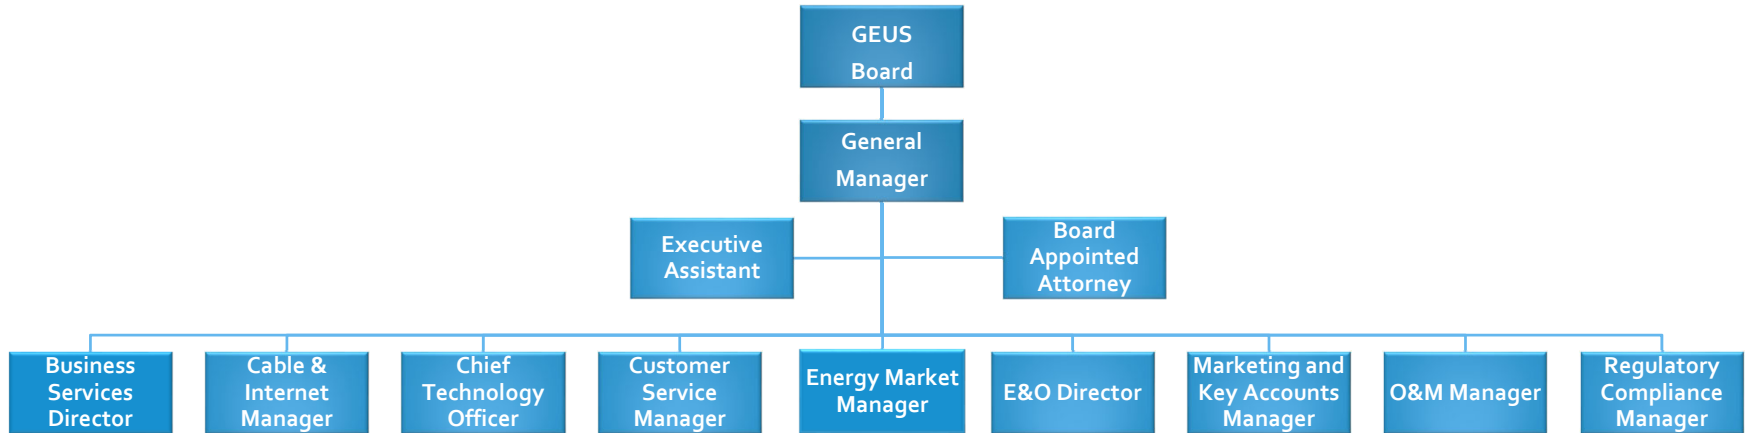 GEUS
Board
General
Manager
Executive
Assistant
Board
Appointed
Attorney
Business
Services
Director
Cable &
Internet
Manager
Chief
Technology
Officer
Customer
Service
Manager
Energy Market
Manager
E&O Director
Marketing and
Key Accounts
Manager
O&M Manager
Regulatory
Compliance
Manager